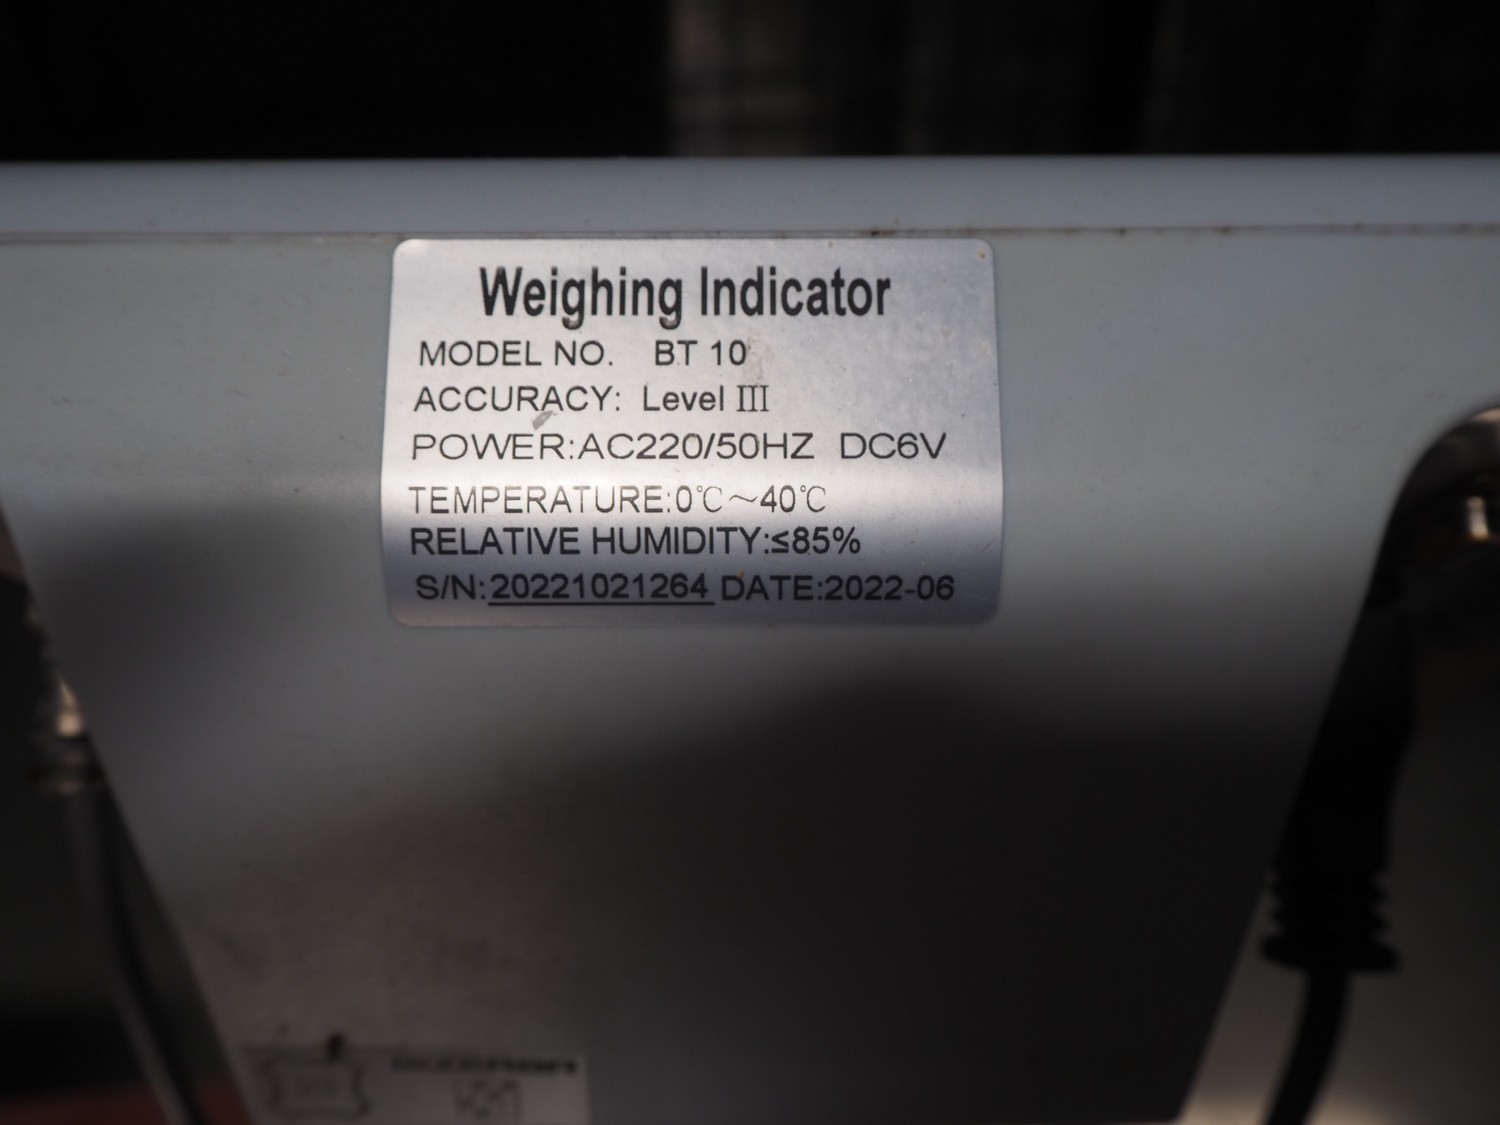 Weighing Indicator
MODEL NO. BT 10
ACCURACY: Level III
POWER:AC220/50HZ DC6V
TEMPERATURE:0℃~40℃
RELATIVE HUMIDITY:≤85%
S/N:20221021264 DATE:2022-06